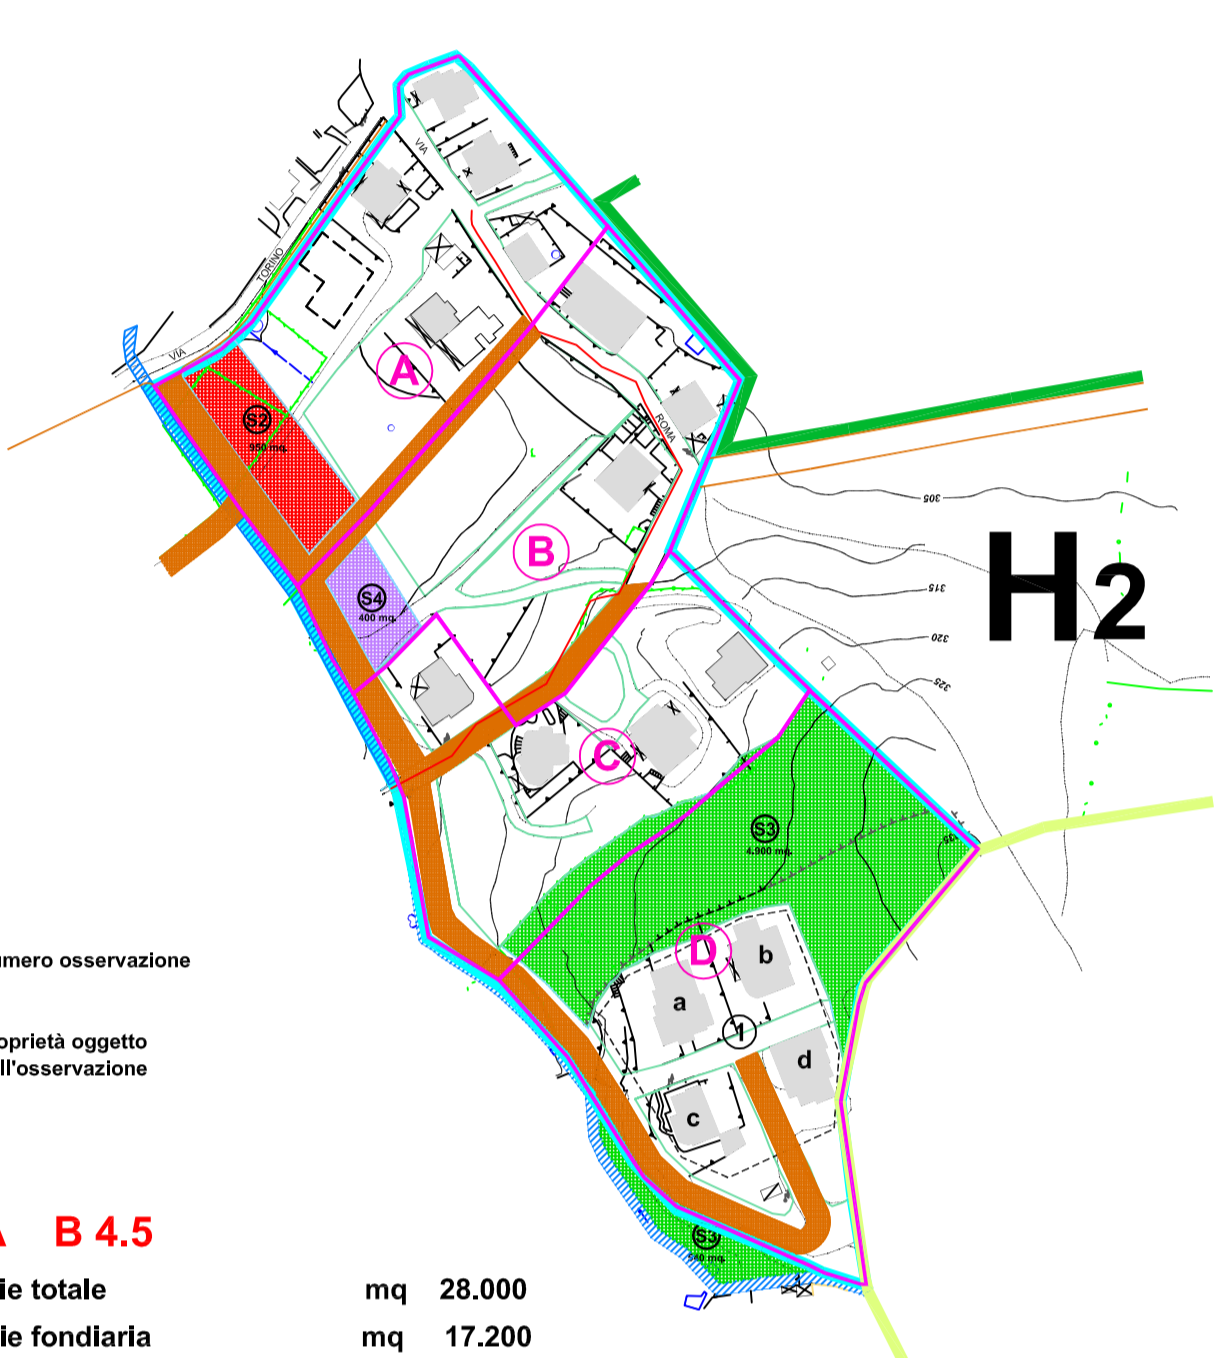 VIA
TORINO
VIA
A
S2
950 mq.
ROMA
305
H2
B
315
S4
400 mq.
320
325
C
S3
4.900 mq.
335
D
b
umero osservazione
a
1
oprietà oggetto
d
ll'osservazione
c
A B 4.5
S3
540 mq.
ie totale mq 28.000
ie fondiaria mq 17.200